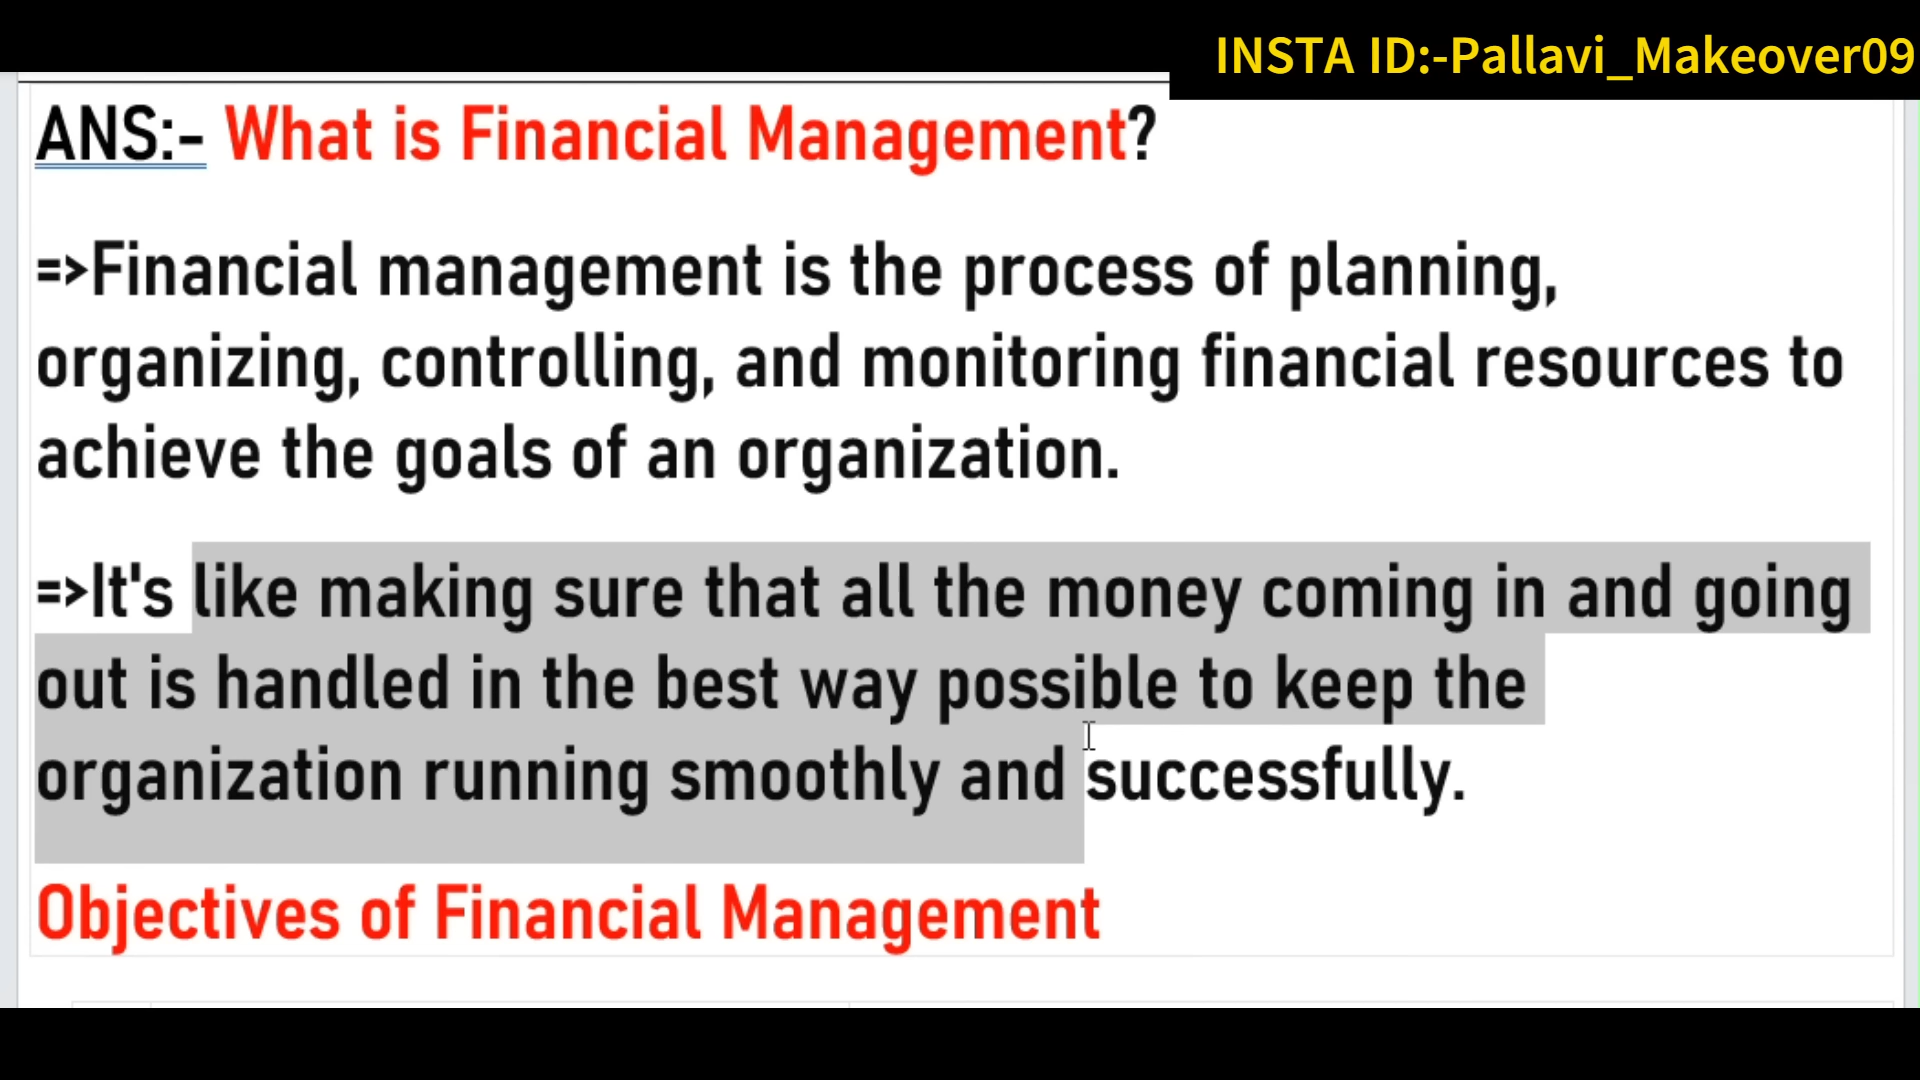 INSTA ID:-Pallavi_Makeover09
ANS:- What is Financial Management?
=>Financial management is the process of planning,
organizing, controlling, and monitoring financial resources to
achieve the goals of an organization.
=>It's like making sure that all the money coming in and going
out is handled in the best way possible to keep the
organization running smoothly and successfully.
Objectives of Financial Management